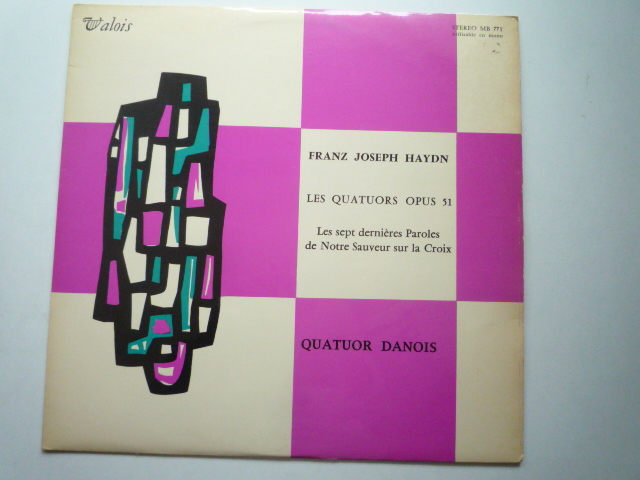 Valois
STEREO MB 771
utilisable en mono
FRANZ JOSEPH HAYDN
LES QUATUORS OPUS 51
Les sept dernières Paroles
de Notre Sauveur sur la Croix
QUATUOR DANOIS